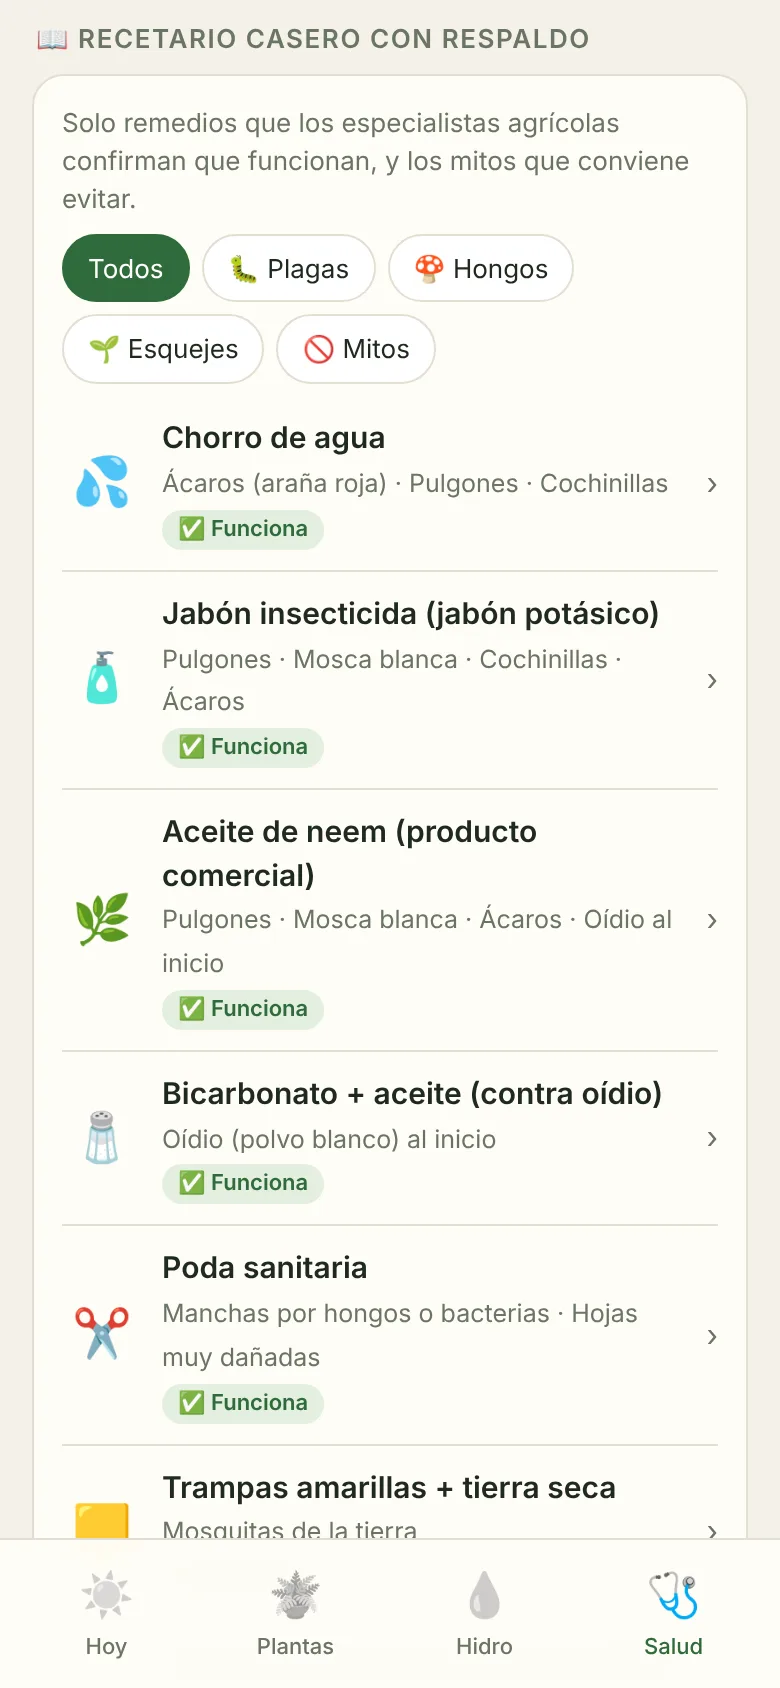 RECETARIO CASERO CON RESPALDO
Solo remedios que los especialistas agrícolas
confirman que funcionan, y los mitos que conviene
evitar.
Todos
Plagas
Hongos
Esquejes
Mitos
Chorro de agua
Ácaros (araña roja) · Pulgones · Cochinillas
Funciona
Jabón insecticida (jabón potásico)
Pulgones · Mosca blanca · Cochinillas ·
Ácaros
Funciona
Aceite de neem (producto
comercial)
Pulgones · Mosca blanca · Ácaros · Oídio al
inicio
Funciona
Bicarbonato + aceite (contra oídio)
Oídio (polvo blanco) al inicio
Funciona
Poda sanitaria
Manchas por hongos o bacterias · Hojas
muy dañadas
Funciona
Trampas amarillas + tierra seca
Mosquitas de la tierra
Hoy
Plantas
Hidro
Salud